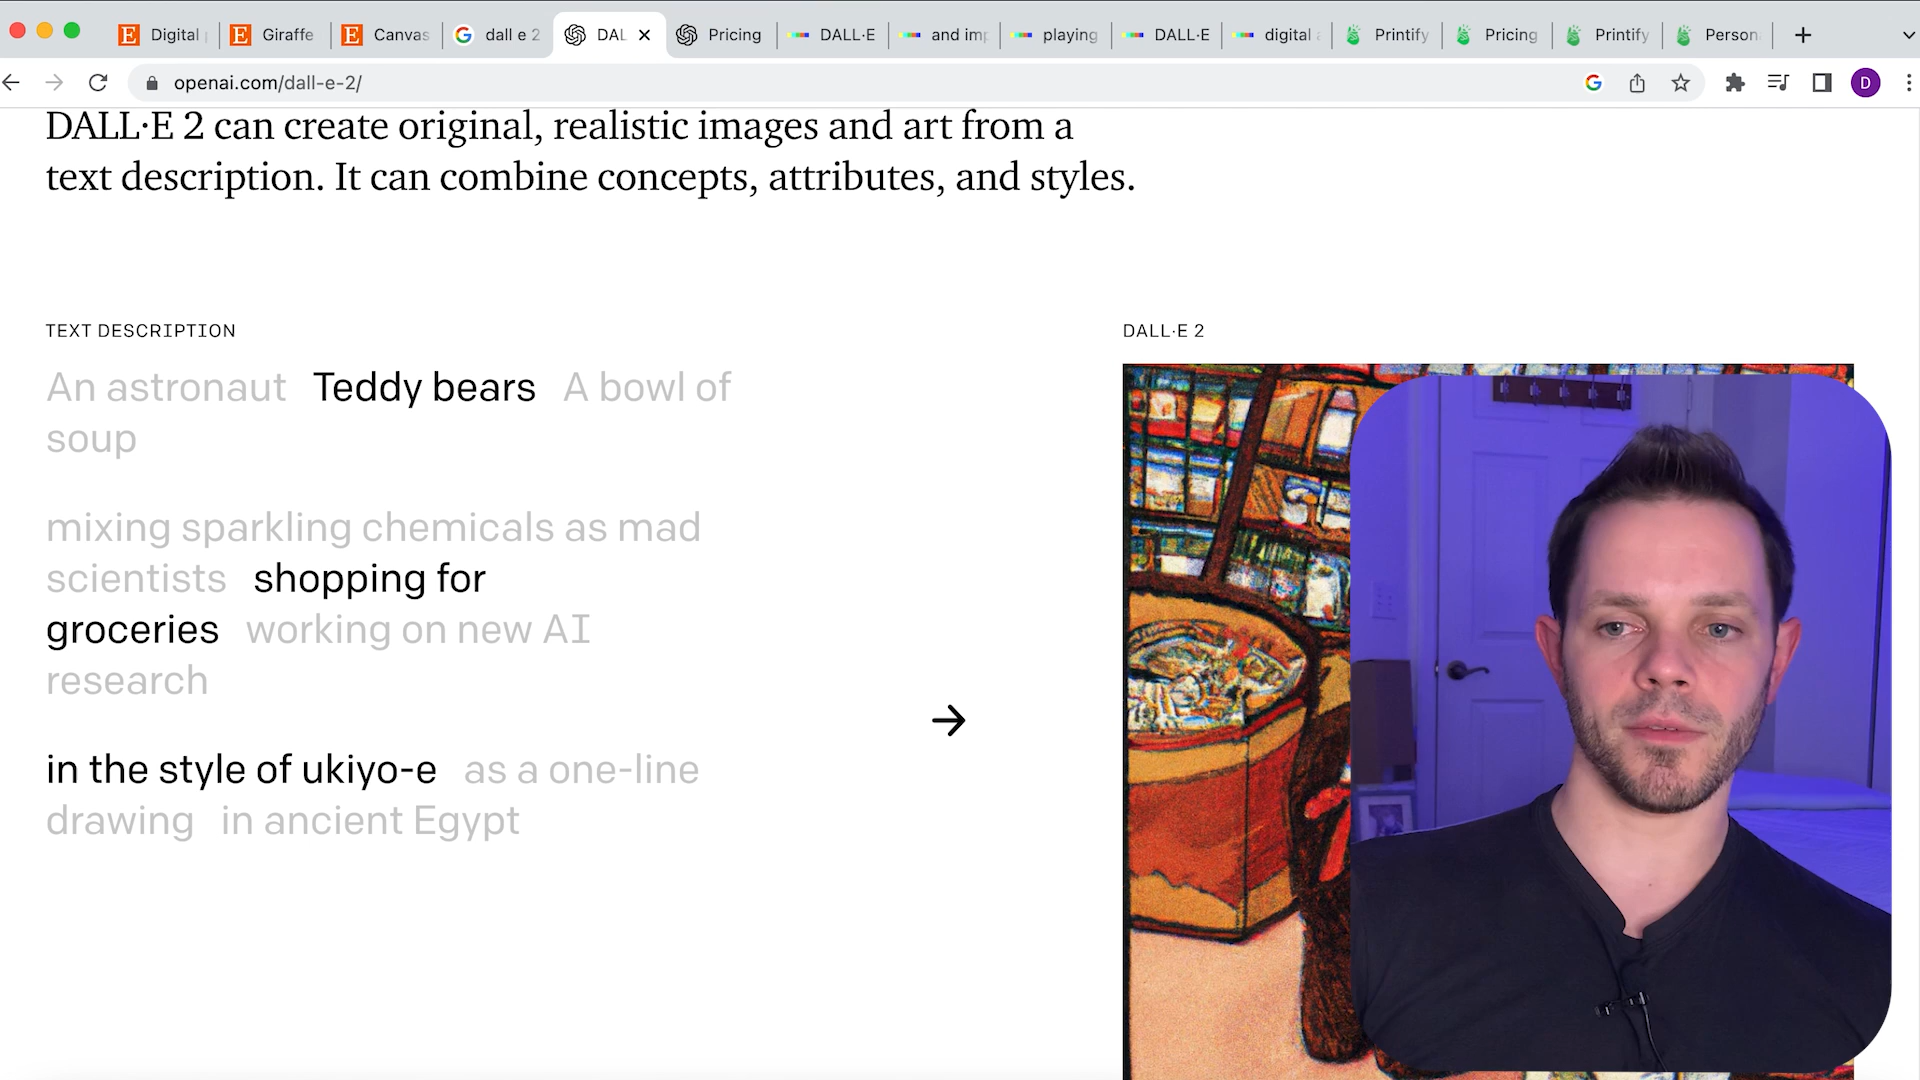 Digital
Giraffe
Canvas
dall e 2
DAL
Pricing
DALL·E
and imp
playing
DALL·E
digital
Printify
Pricing
Printify
Person
openai.com/dall-e-2/
D
DALL·E 2 can create original, realistic images and art from a
text description. It can combine concepts, attributes, and styles.
TEXT DESCRIPTION
DALL·E 2
An astronaut Teddy bears A bowl of
soup
mixing sparkling chemicals as mad
scientists shopping for
groceries working on new AI
research
in the style of ukiyo-e as a one-line
drawing in ancient Egypt